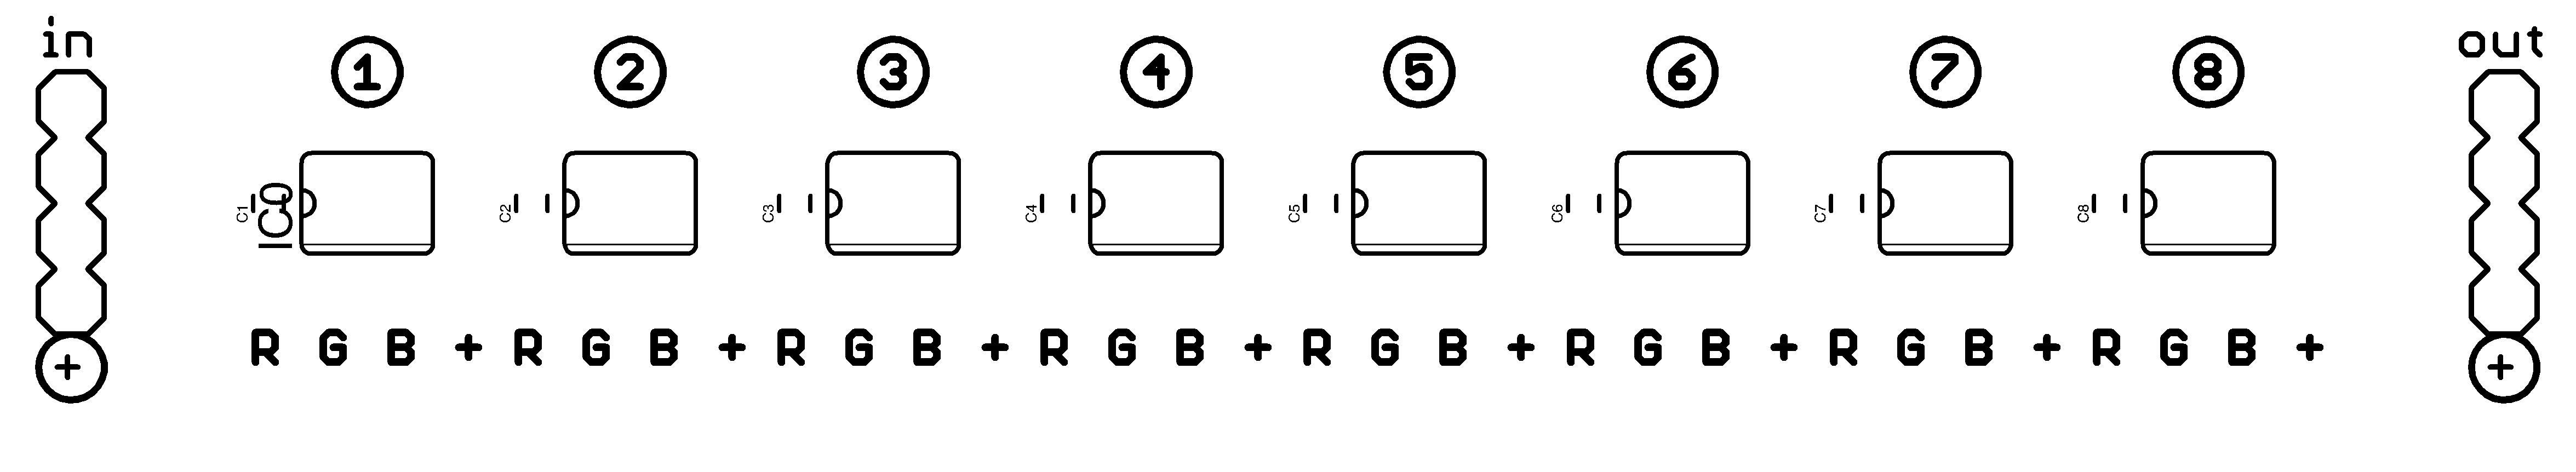 in out
1 2 3 4 5 6 7 8
C1 IC0 C2 C3 C4 C5 C6 C7 C8
R G B + R G B + R G B + R G B + R G B + R G B + R G B + R G B +
+ +